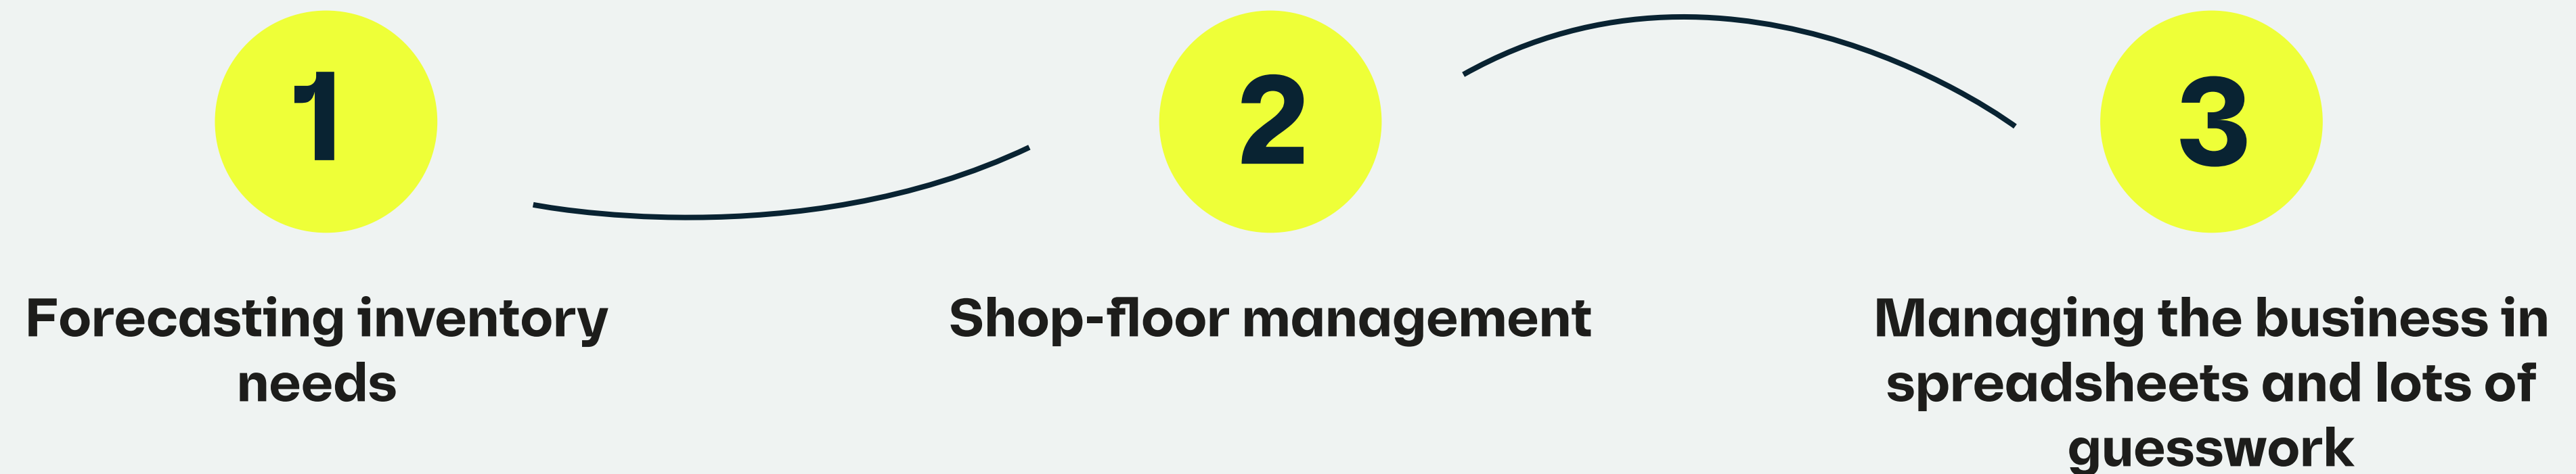 1
Forecasting inventory
needs
2
Shop-floor management
3
Managing the business in
spreadsheets and lots of
guesswork